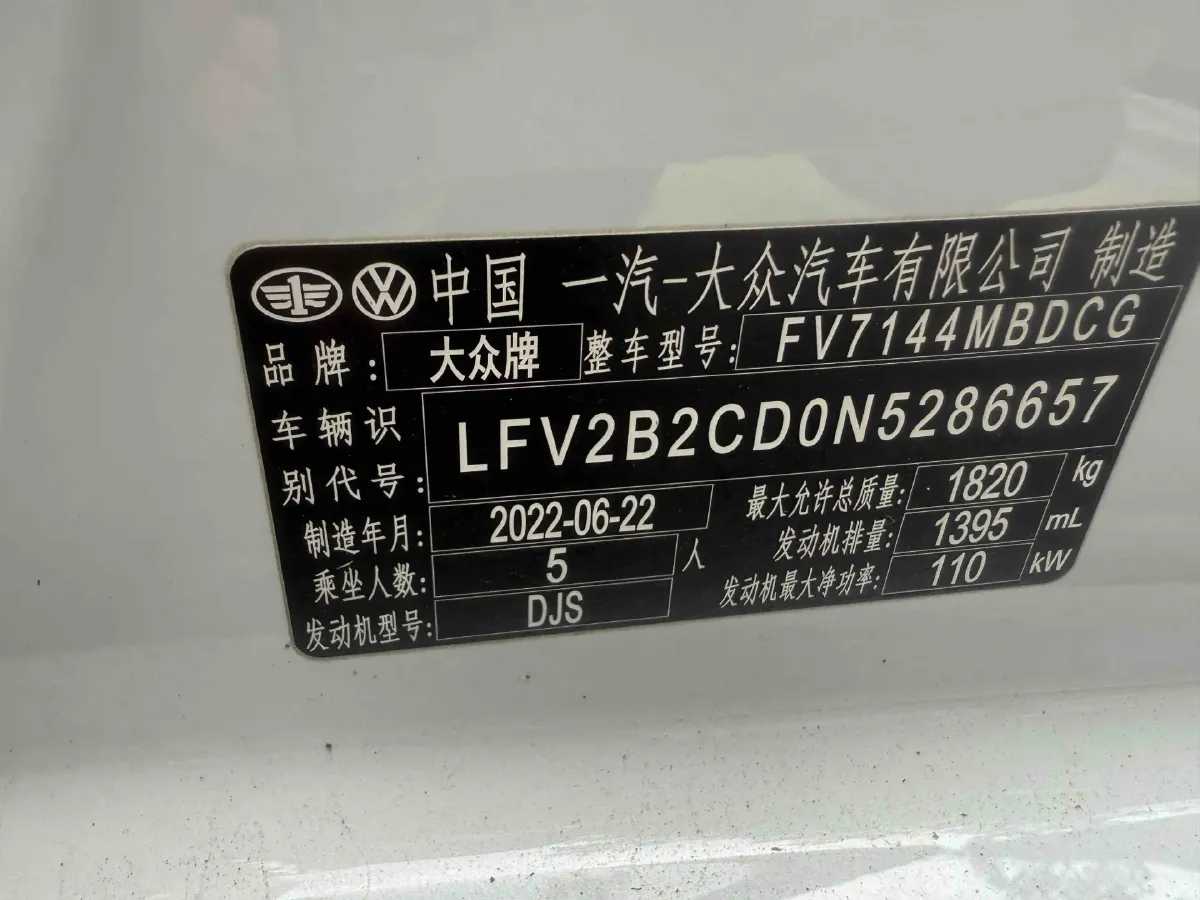 中国 一汽-大众汽车有限公司 制造
品牌: 大众牌 整车型号: FV7144MBDCG
车辆识别代号: LFV2B2CD0N5286657
制造年月: 2022-06-22 最大允许总质量: 1820 kg
乘坐人数: 5 人 发动机排量: 1395 mL
发动机型号: DJS 发动机最大净功率: 110 kW